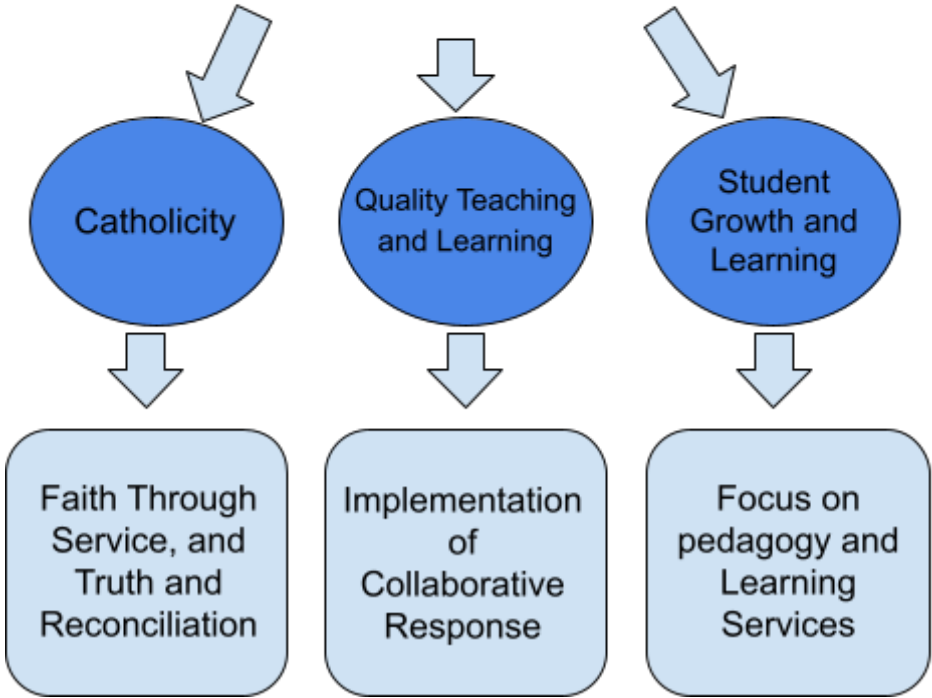 Catholicity
Quality Teaching
and Learning
Student
Growth and
Learning
Faith Through
Service, and
Truth and
Reconciliation
Implementation
of
Collaborative
Response
Focus on
pedagogy and
Learning
Services